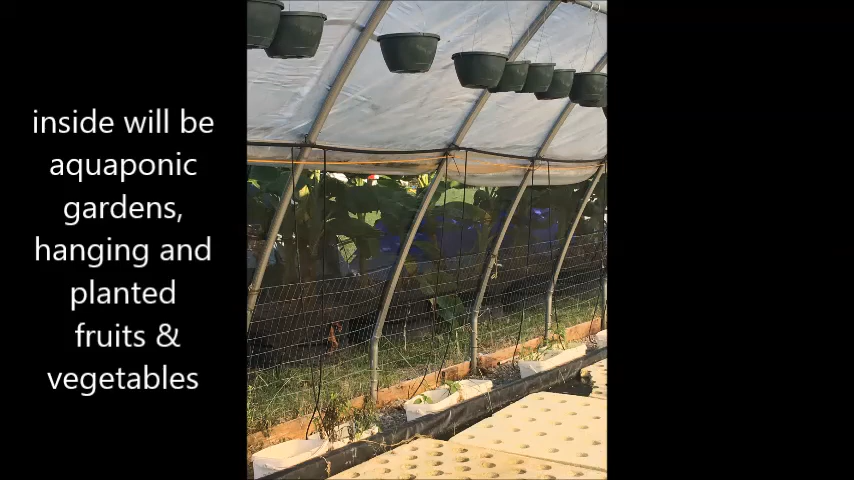 inside will be
aquaponic
gardens,
hanging and
planted
fruits &
vegetables